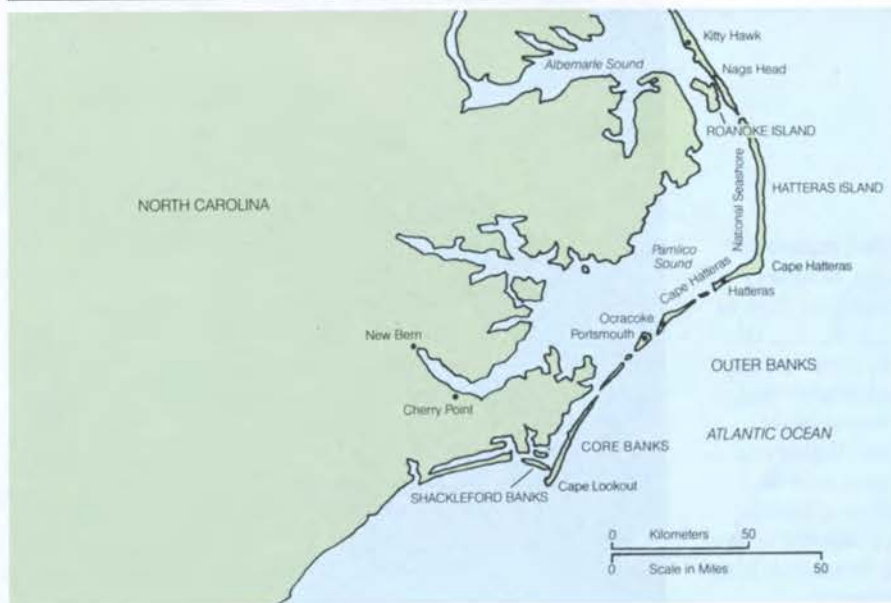 Kitty Hawk
Albemarle Sound
Nags Head
ROANOKE ISLAND
National Seashore
HATTERAS ISLAND
NORTH CAROLINA
Pamlico
Sound
Cape Hatteras
Cape Hatteras
Hatteras
Ocracoke
Portsmouth
New Bern
OUTER BANKS
Cherry Point
ATLANTIC OCEAN
CORE BANKS
SHACKLEFORD BANKS
Cape Lookout
0 Kilometers 50
0 Scale in Miles 50